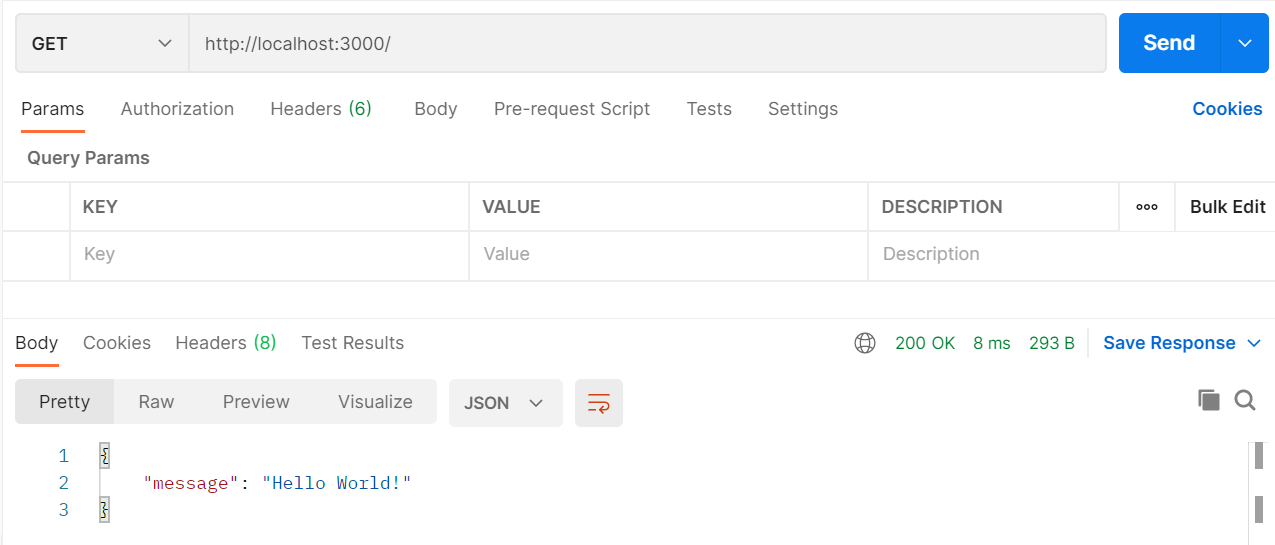 GET http://localhost:3000/ Send
Params Authorization Headers (6) Body Pre-request Script Tests Settings Cookies
Query Params
KEY VALUE DESCRIPTION ooo Bulk Edit
Key Value Description
Body Cookies Headers (8) Test Results 200 OK 8 ms 293 B Save Response
Pretty Raw Preview Visualize JSON
1 {
2 "message": "Hello World!"
3 }